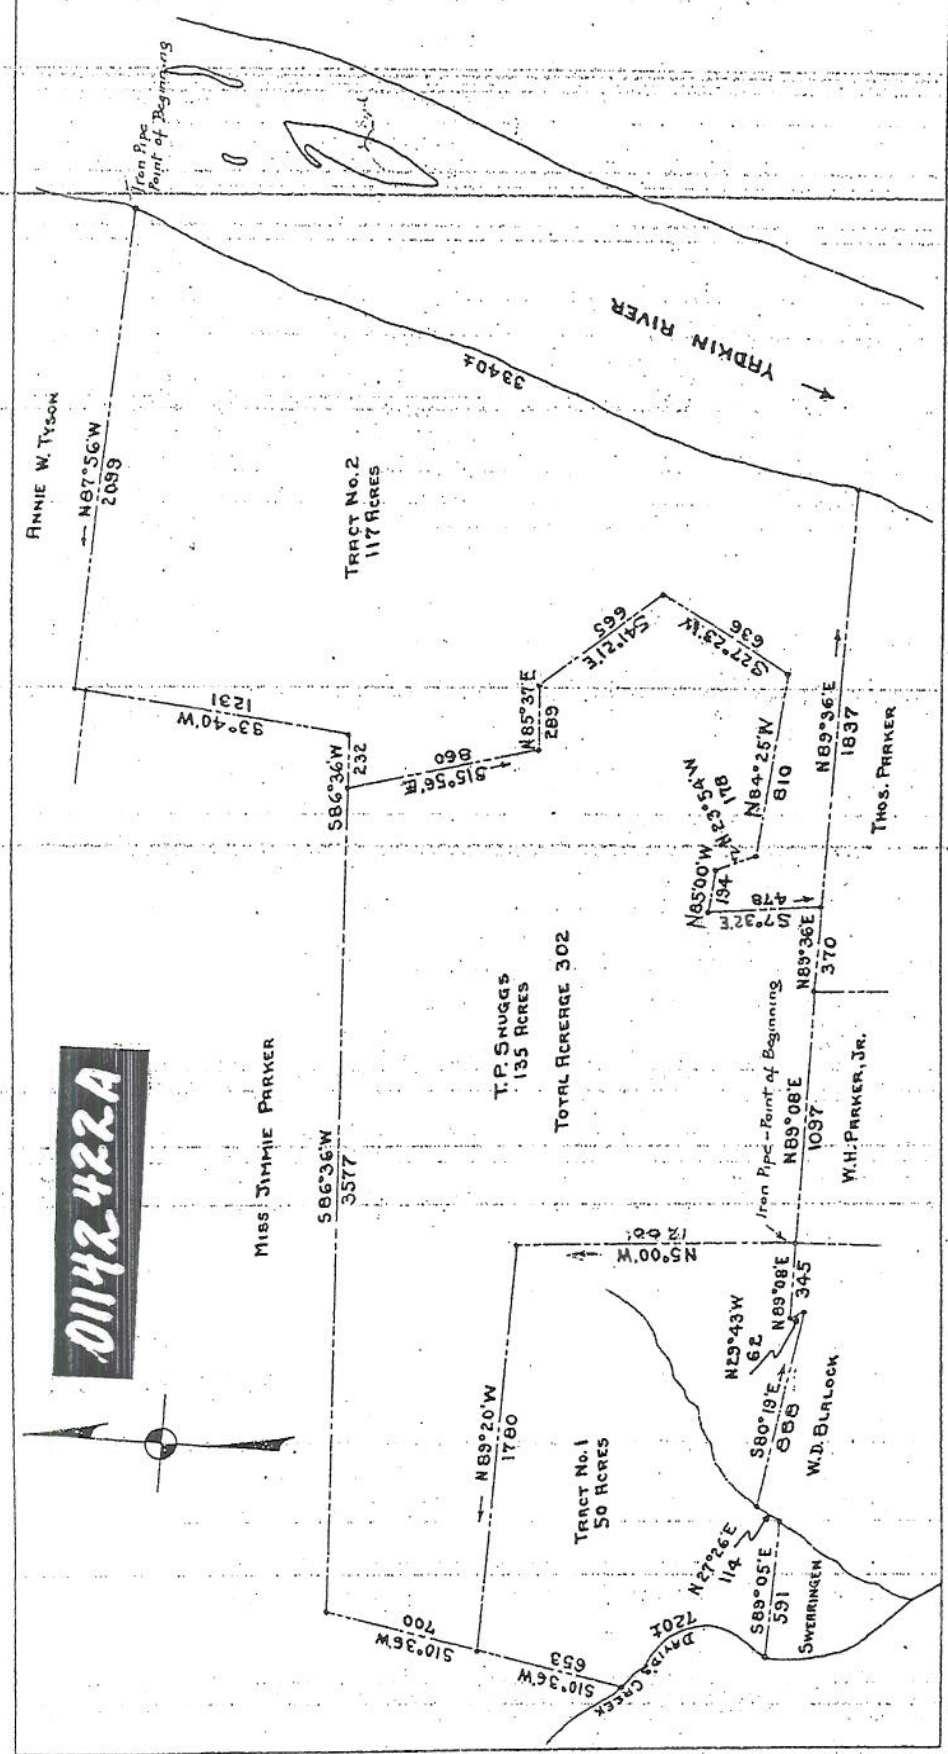 01142422A
ANNIE W. TYSON
N87°56'W
2099
Iron Pipe
Point of Beginning
Island
YADKIN RIVER
3340±
TRACT NO. 2
117 ACRES
S3°40'W
1231
S86°36'W
232
860
N85°37'E
289
S41°21'E
665
S27°23'W
636
N84°25'W
810
N23°54'W
178
N85°00'W
194
S7°32'E
478
N89°36'E
1837
THOS. PARKER
N89°36'E
370
MISS JIMMIE PARKER
S86°36'W
3577
T.P. SNUGGS
135 ACRES
TOTAL ACREAGE 302
Iron Pipe-Point of Beginning
N89°08'E
1097
W.H. PARKER, JR.
N5°00'W
1200'
N89°08'E
345
N29°43'W
62
S80°19'E
888
W.D. BLALOCK
N89°20'W
1780
TRACT NO. 1
50 ACRES
N27°26'E
114
S89°05'E
591
SWERRINGEN
S10°36'W
700
S10°36'W
653
DAVID'S CREEK
720±